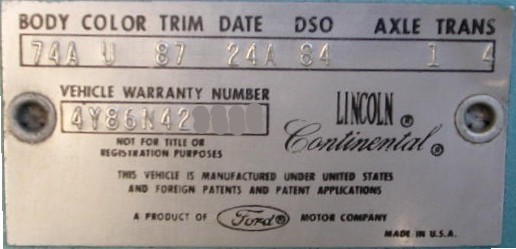 BODY COLOR TRIM DATE DSO AXLE TRANS
74A U 87 24A 84 1 4
VEHICLE WARRANTY NUMBER
4Y86N42
NOT FOR TITLE OR
REGISTRATION PURPOSES
LINCOLN ®
Continental ®
THIS VEHICLE IS MANUFACTURED UNDER UNITED STATES
AND FOREIGN PATENTS AND PATENT APPLICATIONS
A PRODUCT OF Ford ® MOTOR COMPANY
MADE IN U.S.A.